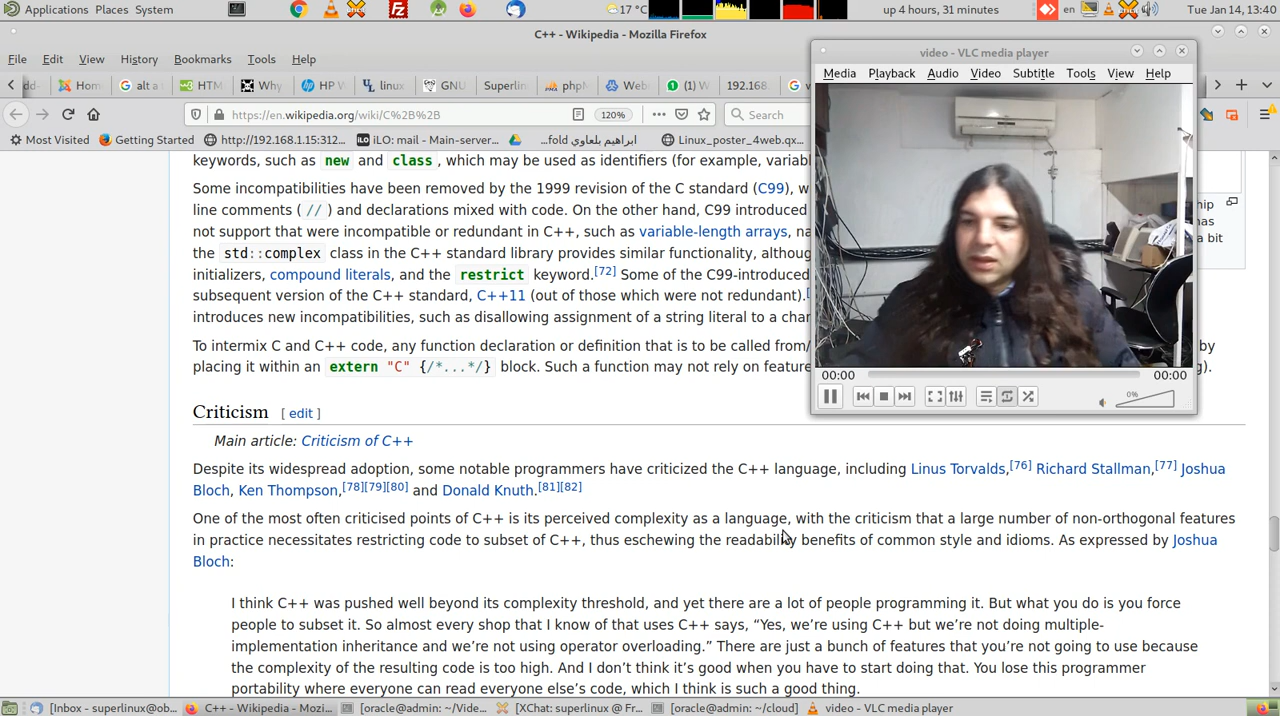 Applications Places System 17 °C up 4 hours, 31 minutes en Tue Jan 14, 13:40
C++ - Wikipedia - Mozilla Firefox
File Edit View History Bookmarks Tools Help
Hom alt a HTM Why HP W linux GNU Superlin phpM Web (1) W 192.168
https://en.wikipedia.org/wiki/C%2B%2B 120% Search
Most Visited Getting Started http://192.168.1.15:312... iLO: mail - Main-server... ابراهيم بلعاوي fold... Linux_poster_4web.qx...
video - VLC media player
Media Playback Audio Video Subtitle Tools View Help
00:00 00:00
0%
keywords, such as new and class, which may be used as identifiers (for example, variab
Some incompatibilities have been removed by the 1999 revision of the C standard (C99), w
line comments ( // ) and declarations mixed with code. On the other hand, C99 introduced
not support that were incompatible or redundant in C++, such as variable-length arrays, na
the std::complex class in the C++ standard library provides similar functionality, althoug
initializers, compound literals, and the restrict keyword.[72] Some of the C99-introduced
subsequent version of the C++ standard, C++11 (out of those which were not redundant).[
introduces new incompatibilities, such as disallowing assignment of a string literal to a char
To intermix C and C++ code, any function declaration or definition that is to be called from/ by
placing it within an extern "C" {/*...*/} block. Such a function may not rely on feature ).
hip
has
a bit
Criticism [ edit ]
Main article: Criticism of C++
Despite its widespread adoption, some notable programmers have criticized the C++ language, including Linus Torvalds,[76] Richard Stallman,[77] Joshua
Bloch, Ken Thompson,[78][79][80] and Donald Knuth.[81][82]
One of the most often criticised points of C++ is its perceived complexity as a language, with the criticism that a large number of non-orthogonal features
in practice necessitates restricting code to subset of C++, thus eschewing the readability benefits of common style and idioms. As expressed by Joshua
Bloch:
I think C++ was pushed well beyond its complexity threshold, and yet there are a lot of people programming it. But what you do is you force
people to subset it. So almost every shop that I know of that uses C++ says, “Yes, we’re using C++ but we’re not doing multiple-
implementation inheritance and we’re not using operator overloading.” There are just a bunch of features that you’re not going to use because
the complexity of the resulting code is too high. And I don’t think it’s good when you have to start doing that. You lose this programmer
portability where everyone can read everyone else’s code, which I think is such a good thing.
[Inbox - superlinux@ob... C++ - Wikipedia - Mozi... [oracle@admin: ~/Vide... [XChat: superlinux @ Fr... [oracle@admin: ~/cloud] video - VLC media player